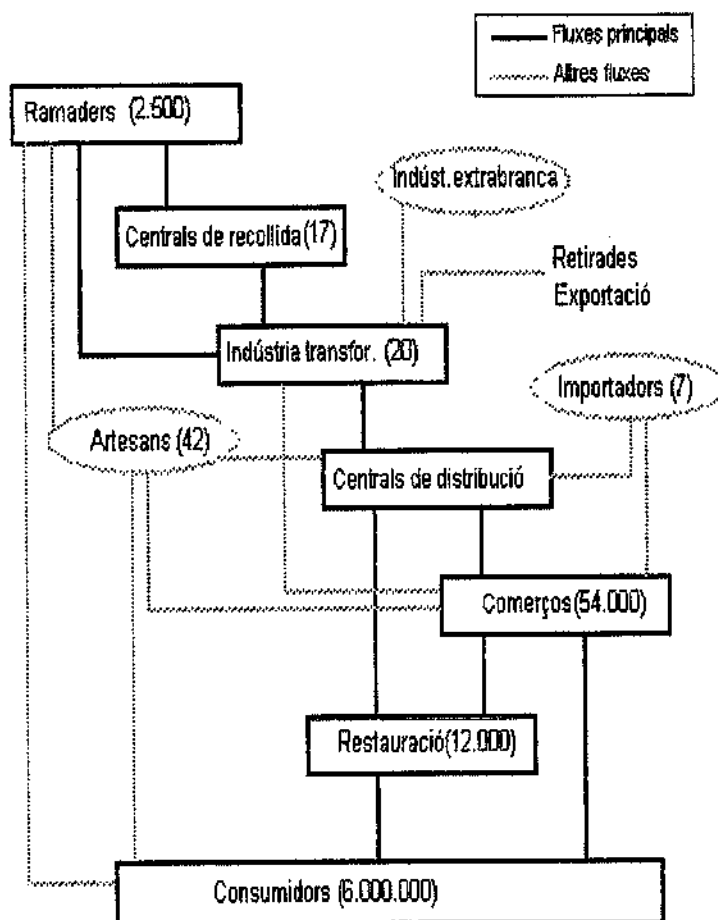 Fluxes principals
Altres fluxes
Ramaders (2.500)
Indúst.extrabranca
Centrals de recollida (17)
Retirades
Exportació
Indústria transfor. (20)
Importadors (7)
Artesans (42)
Centrals de distribució
Comerços (54.000)
Restauració (12.000)
Consumidors (6.000.000)